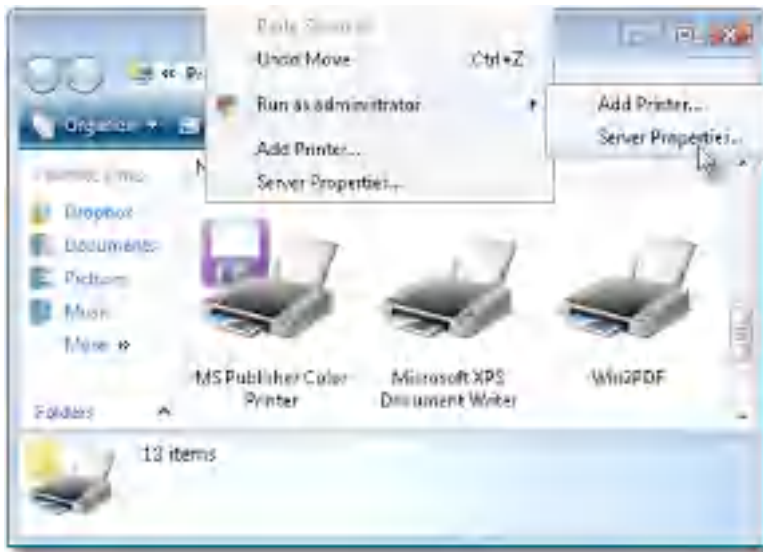 Undo Move Ctrl+Z
Run as administrator
Add Printer...
Server Properties...
Add Printer...
Server Properties...
Organize
Dropbox
Documents
Pictures
Music
More »
Folders
MS Publisher Color Printer
Microsoft XPS Document Writer
Win2PDF
13 items